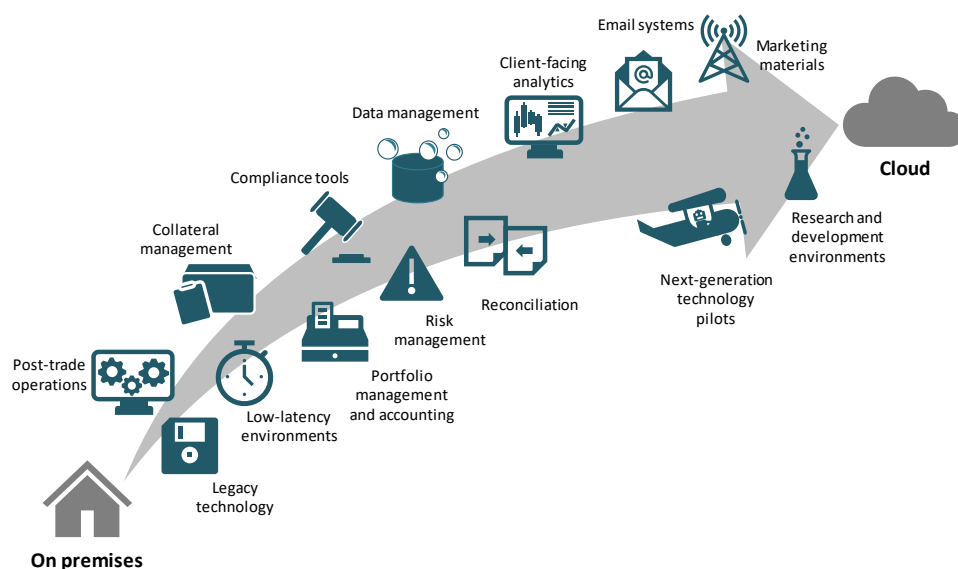 Email systems
Marketing
materials
Client-facing
analytics
Data management
Cloud
Compliance tools
Collateral
management
Research and
development
environments
Next-generation
technology
pilots
Reconciliation
Risk
management
Post-trade
operations
Portfolio
management
and accounting
Low-latency
environments
Legacy
technology
On premises
@